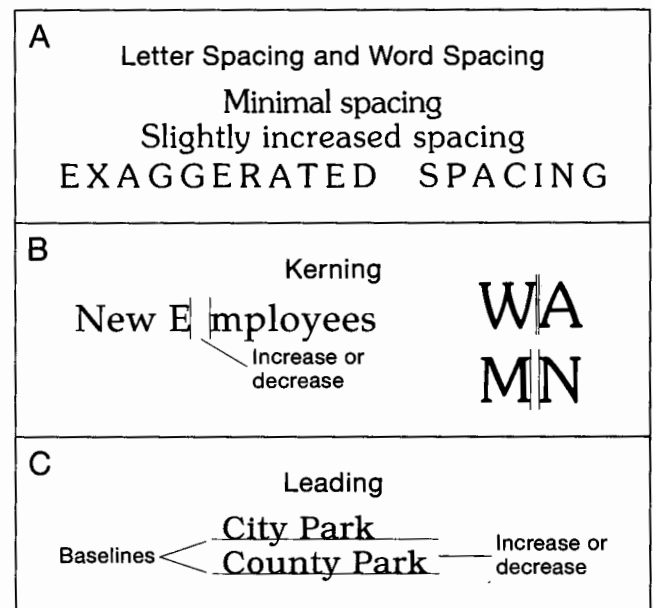 A
Letter Spacing and Word Spacing
Minimal spacing
Slightly increased spacing
EXAGGERATED SPACING
B
Kerning
New Employees
Increase or
decrease
WA
MN
C
Leading
City Park
County Park
Baselines
Increase or
decrease